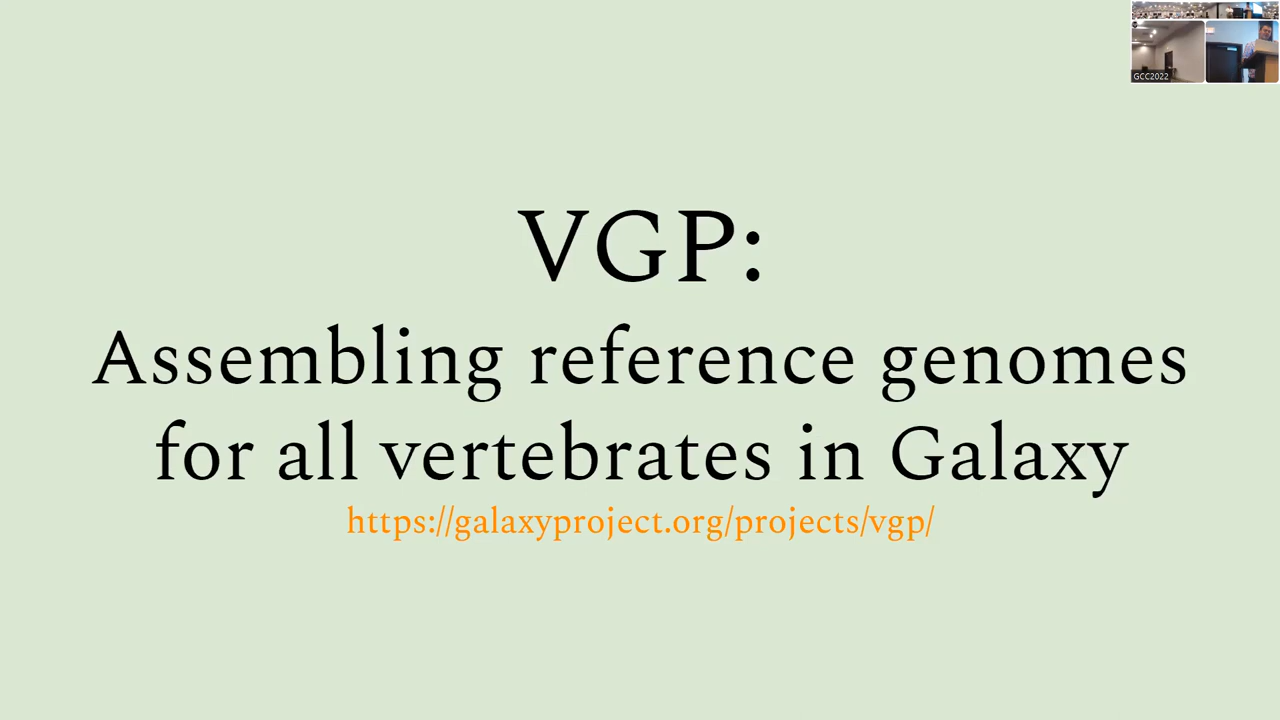 GCC2022
VGP:
Assembling reference genomes
for all vertebrates in Galaxy
https://galaxyproject.org/projects/vgp/